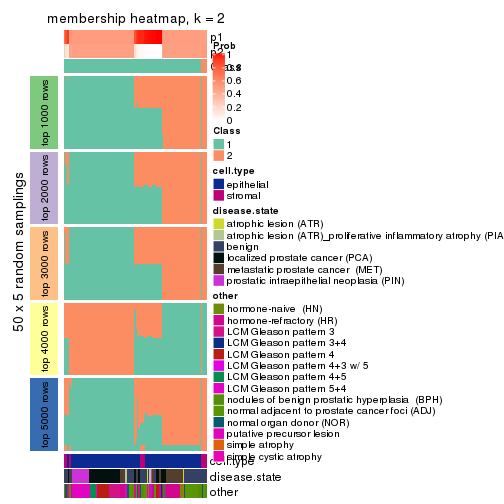 membership heatmap, k = 2
p1
p2
Class
Prob
1
0.8
0.6
0.4
0.2
0
Class
1
2
cell.type
epithelial
stromal
disease.state
atrophic lesion (ATR)
atrophic lesion (ATR)_proliferative inflammatory atrophy (PIA
benign
localized prostate cancer (PCA)
metastatic prostate cancer (MET)
prostatic intraepithelial neoplasia (PIN)
other
hormone-naive (HN)
hormone-refractory (HR)
LCM Gleason pattern 3
LCM Gleason pattern 3+4
LCM Gleason pattern 4
LCM Gleason pattern 4+3 w/ 5
LCM Gleason pattern 4+5
LCM Gleason pattern 5+4
nodules of benign prostatic hyperplasia (BPH)
normal adjacent to prostate cancer foci (ADJ)
normal organ donor (NOR)
putative precursor lesion
simple atrophy
simple cystic atrophy
50 x 5 random samplings
top 1000 rows
top 2000 rows
top 3000 rows
top 4000 rows
top 5000 rows
cell.type
disease.state
other